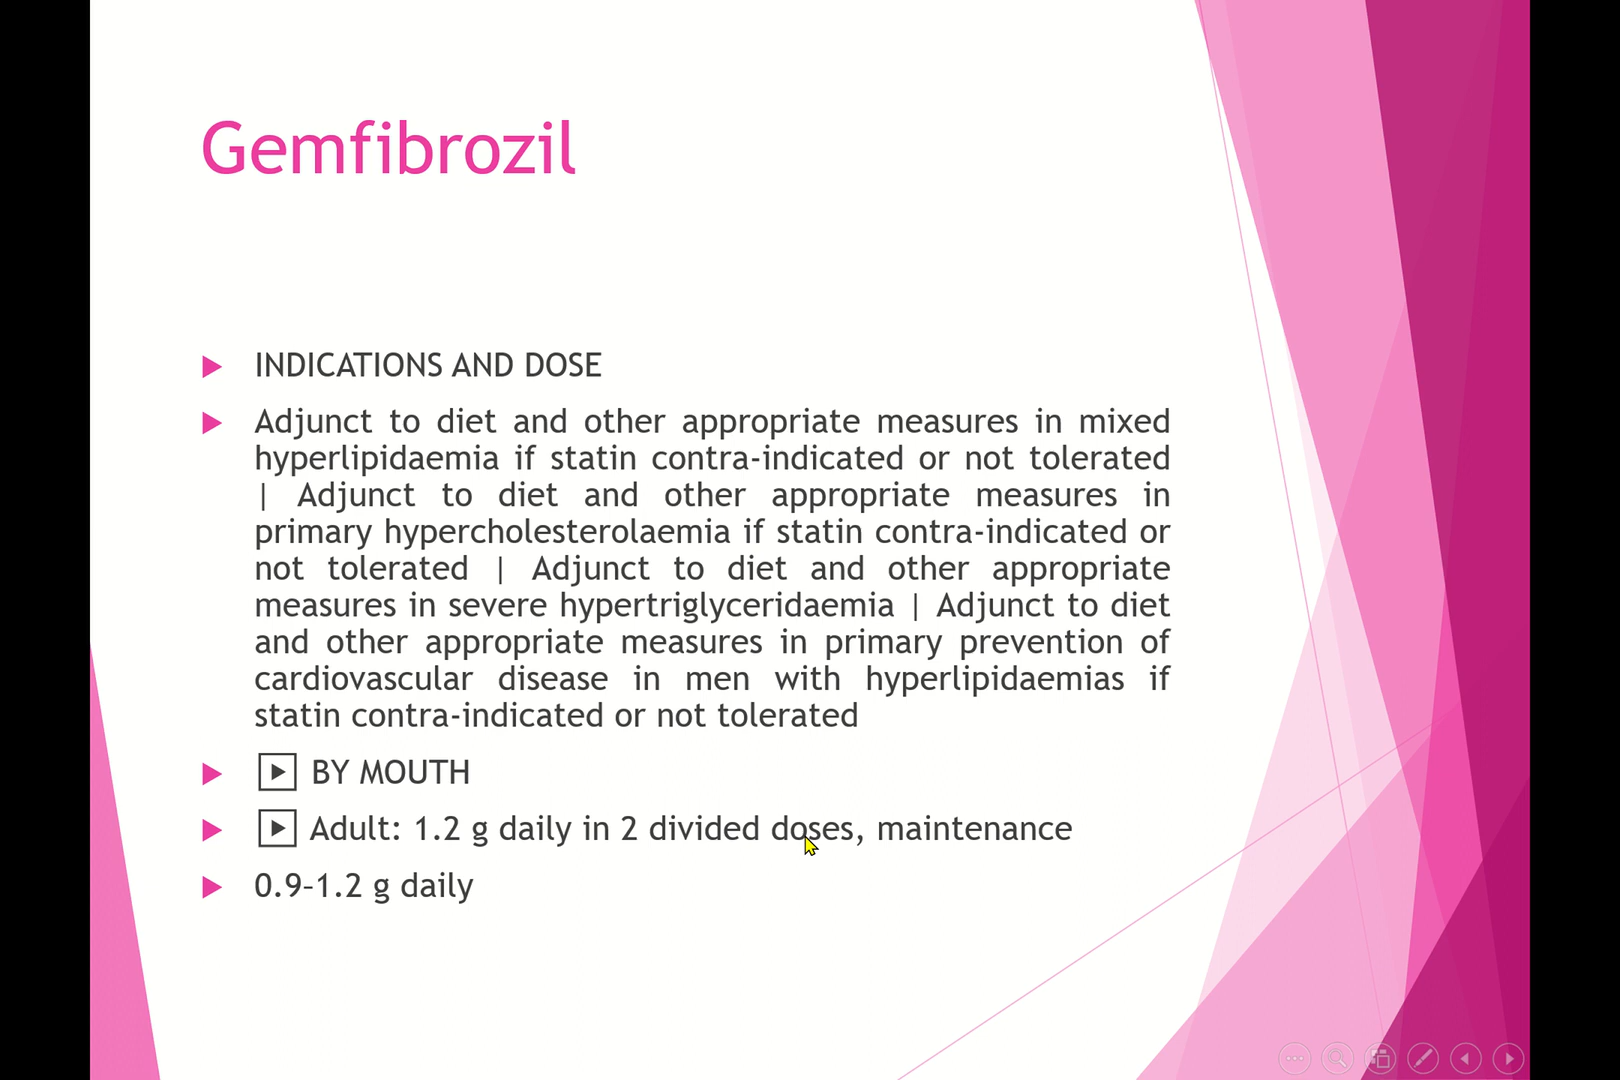 Gemfibrozil
INDICATIONS AND DOSE
Adjunct to diet and other appropriate measures in mixed
hyperlipidaemia if statin contra-indicated or not tolerated
| Adjunct to diet and other appropriate measures in
primary hypercholesterolaemia if statin contra-indicated or
not tolerated | Adjunct to diet and other appropriate
measures in severe hypertriglyceridaemia | Adjunct to diet
and other appropriate measures in primary prevention of
cardiovascular disease in men with hyperlipidaemias if
statin contra-indicated or not tolerated
BY MOUTH
Adult: 1.2 g daily in 2 divided doses, maintenance
0.9–1.2 g daily